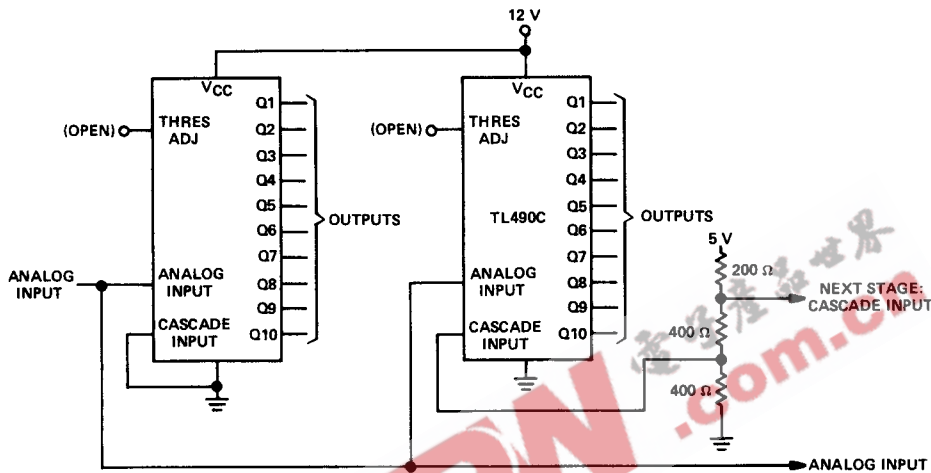 12 V
VCC
(OPEN)
THRES
ADJ
ANALOG
INPUT
ANALOG
INPUT
CASCADE
INPUT
Q1
Q2
Q3
Q4
Q5
Q6
Q7
Q8
Q9
Q10
OUTPUTS
VCC
(OPEN)
THRES
ADJ
TL490C
ANALOG
INPUT
CASCADE
INPUT
Q1
Q2
Q3
Q4
Q5
Q6
Q7
Q8
Q9
Q10
OUTPUTS
5 V
200 Ω
NEXT STAGE:
CASCADE INPUT
400 Ω
400 Ω
ANALOG INPUT
.com.cn